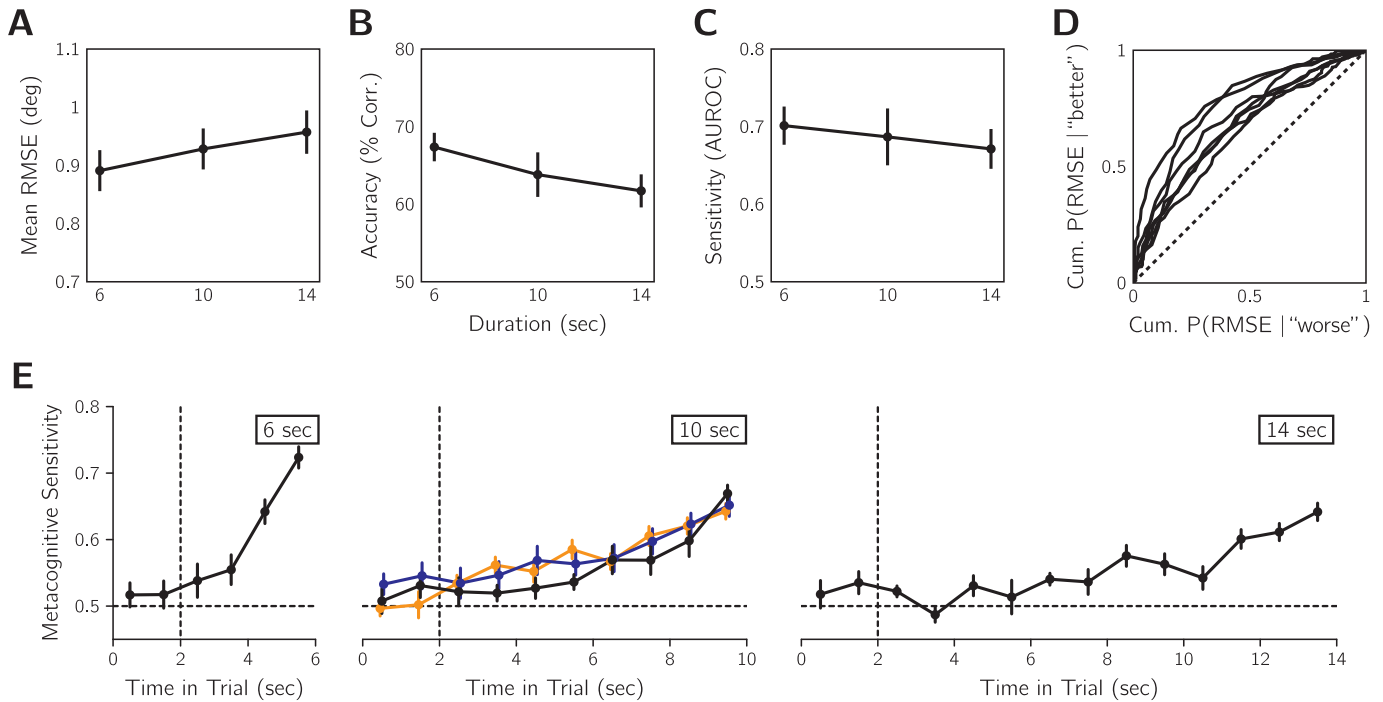 A
B
C
D
Mean RMSE (deg)
1.1
1
0.9
0.8
0.7
6
10
14
Accuracy (% Corr.)
80
70
60
50
6
10
14
Duration (sec)
Sensitivity (AUROC)
0.8
0.7
0.6
0.5
6
10
14
Cum. P(RMSE | "better")
1
0.5
0
0
0.5
1
Cum. P(RMSE | "worse")
E
Metacognitive Sensitivity
0.8
0.7
0.6
0.5
6 sec
0
2
4
6
Time in Trial (sec)
10 sec
0
2
4
6
8
10
Time in Trial (sec)
14 sec
0
2
4
6
8
10
12
14
Time in Trial (sec)